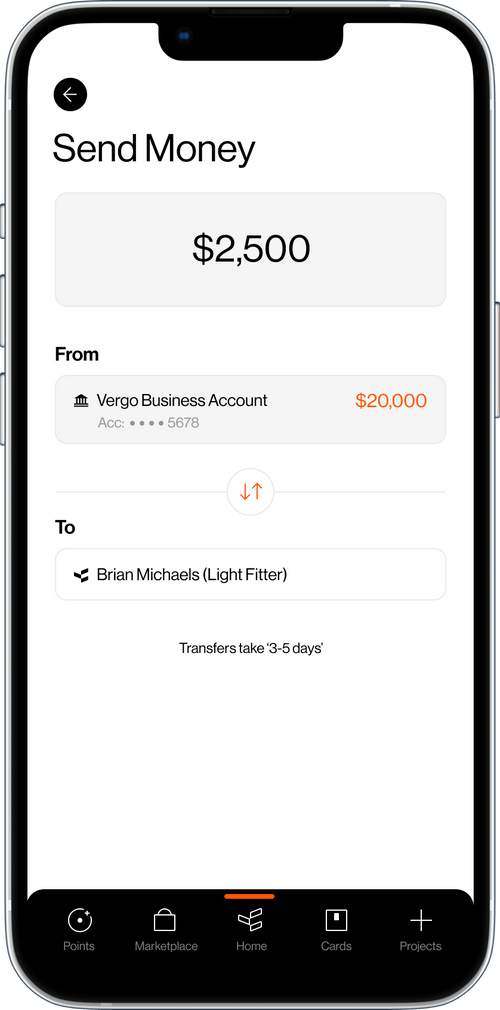 Send Money
$2,500
From
Vergo Business Account $20,000
Acc: •••• 5678
To
Brian Michaels (Light Fitter)
Transfers take ‘3-5 days’
Points Marketplace Home Cards Projects